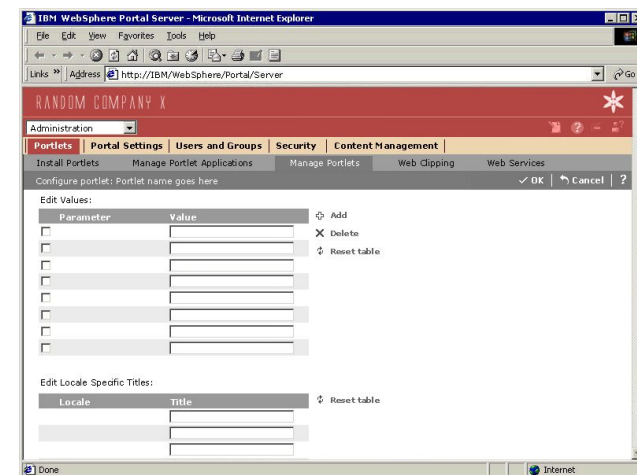 IBM WebSphere Portal Server - Microsoft Internet Explorer
File Edit View Favorites Tools Help
Links » Address http://IBM/WebSphere/Portal/Server Go
RANDOM COMPANY X
Administration
Portlets Portal Settings Users and Groups Security Content Management
Install Portlets Manage Portlet Applications Manage Portlets Web Clipping Web Services
Configure portlet: Portlet name goes here OK Cancel ?
Edit Values:
Parameter Value Add
Delete
Reset table
Edit Locale Specific Titles:
Locale Title Reset table
Done Internet